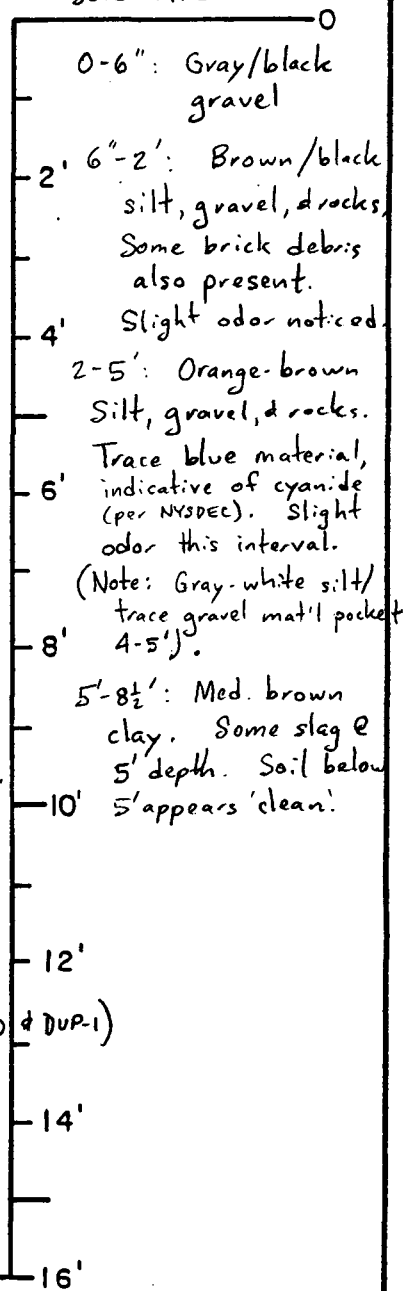 0
0-6": Gray/black
gravel
2' 6"-2': Brown/black
silt, gravel, & rocks,
Some brick debris
also present.
4' Slight odor noticed.
2-5': Orange-brown
Silt, gravel, & rocks.
Trace blue material,
6' indicative of cyanide
(per NYSDEC). Slight
odor this interval.
(Note: Gray-white silt/
trace gravel mat'l pocket
8' 4-5').
5'-8½': Med. brown
clay. Some slag @
5' depth. Soil below
10' 5' appears 'clean'.
12'
& DUP-1)
14'
16'